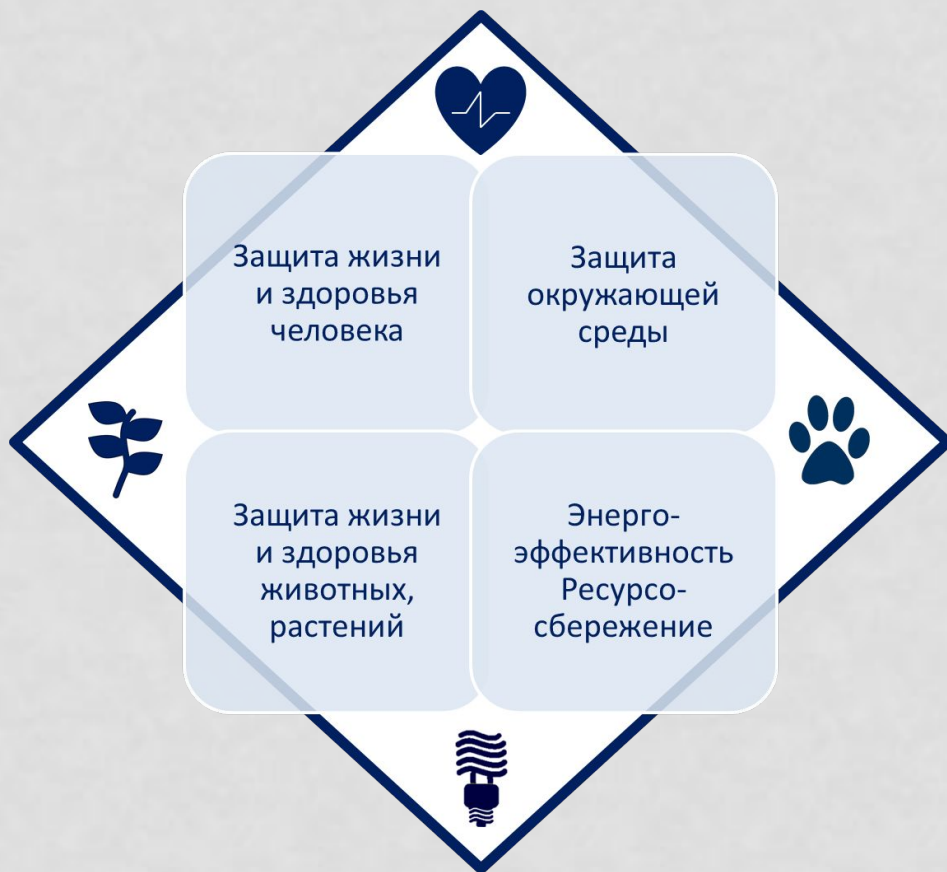 Защита жизни
и здоровья
человека
Защита
окружающей
среды
Защита жизни
и здоровья
животных,
растений
Энерго-
эффективность
Ресурсо-
сбережение